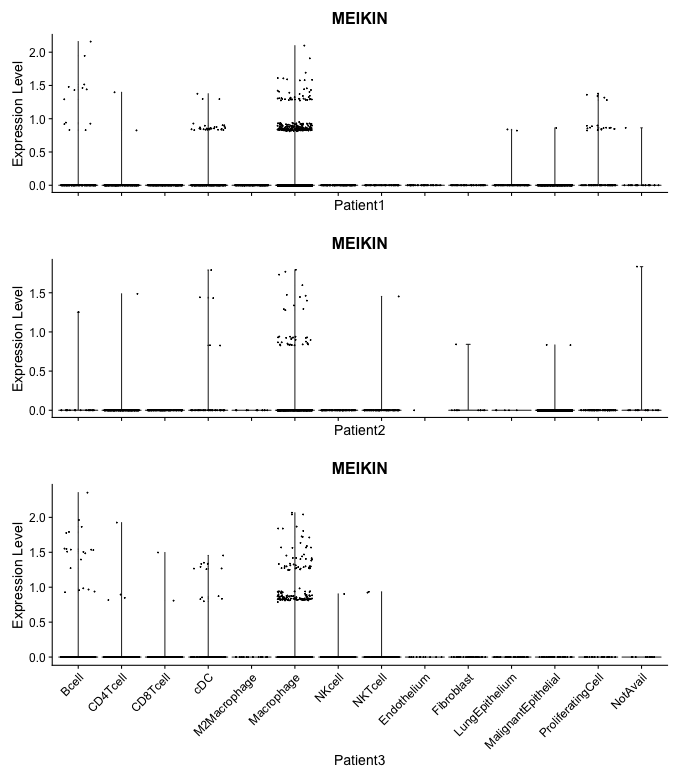 MEIKIN
Expression Level
2.0
1.5
1.0
0.5
0.0
Patient1
MEIKIN
Expression Level
1.5
1.0
0.5
0.0
Patient2
MEIKIN
Expression Level
2.0
1.5
1.0
0.5
0.0
Bcell
CD4Tcell
CD8Tcell
cDC
M2Macrophage
Macrophage
NKcell
NKTcell
Endothelium
Fibroblast
LungEpithelium
MalignantEpithelial
ProliferatingCell
NotAvail
Patient3